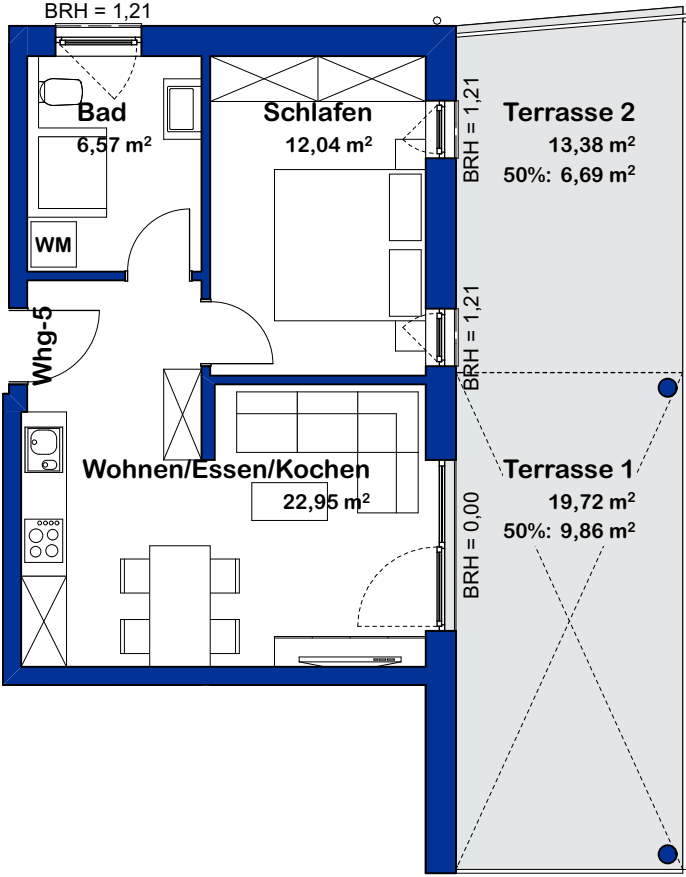 BRH = 1,21
Bad
6,57 m²
Schlafen
12,04 m²
BRH = 1,21
Terrasse 2
13,38 m²
50%: 6,69 m²
WM
Whg-5
BRH = 1,21
Wohnen/Essen/Kochen
22,95 m²
BRH = 0,00
Terrasse 1
19,72 m²
50%: 9,86 m²